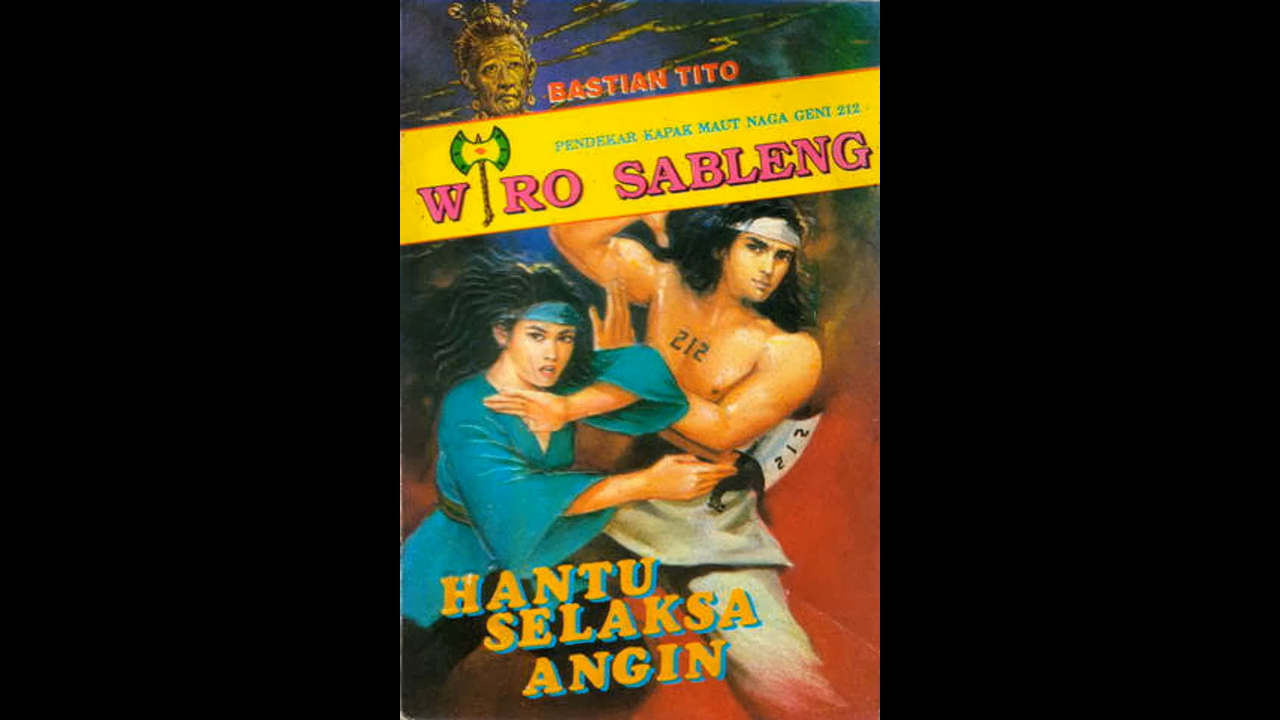 BASTIAN TITO
PENDEKAR KAPAK MAUT NAGA GENI 212
WIRO SABLENG
212
212
HANTU
SELAKSA
ANGIN